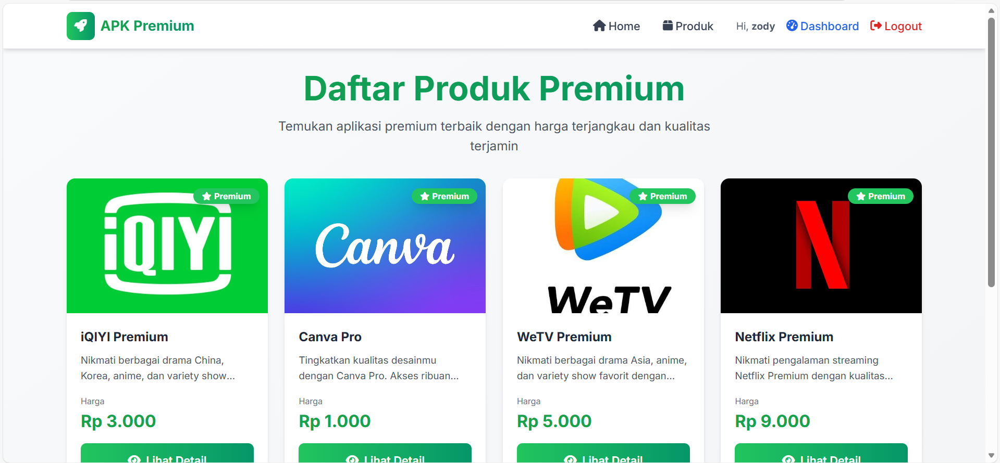 APK Premium
Home
Produk
Hi, zody
Dashboard
Logout
Daftar Produk Premium
Temukan aplikasi premium terbaik dengan harga terjangkau dan kualitas
terjamin
Premium
iQIYI
iQIYI Premium
Nikmati berbagai drama China,
Korea, anime, dan variety show...
Harga
Rp 3.000
Lihat Detail
Premium
Canva
Canva Pro
Tingkatkan kualitas desainmu
dengan Canva Pro. Akses ribuan...
Harga
Rp 1.000
Lihat Detail
Premium
WeTV
WeTV Premium
Nikmati berbagai drama Asia, anime,
dan variety show favorit dengan...
Harga
Rp 5.000
Lihat Detail
Premium
N
Netflix Premium
Nikmati pengalaman streaming
Netflix Premium dengan kualitas...
Harga
Rp 9.000
Lihat Detail